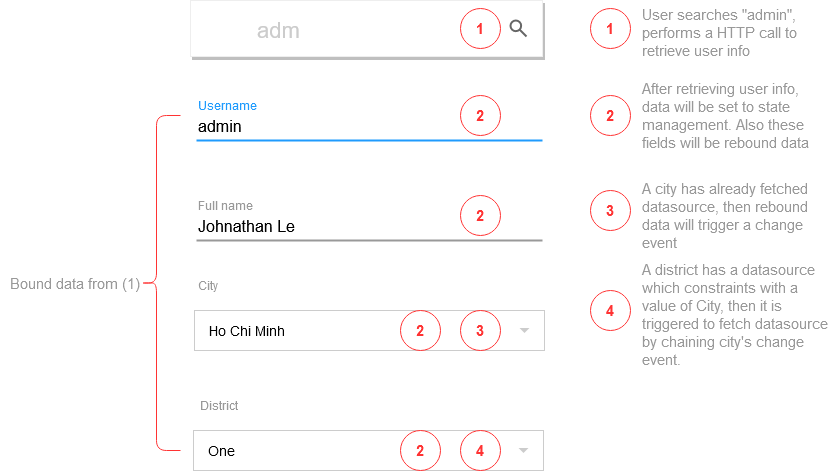 adm
1
1
User searches "admin",
performs a HTTP call to
retrieve user info
Username
admin
2
2
After retrieving user info,
data will be set to state
management. Also these
fields will be rebound data
Full name
Johnathan Le
2
3
A city has already fetched
datasource, then rebound
data will trigger a change
event
Bound data from (1)
City
Ho Chi Minh
2
3
4
A district has a datasource
which constraints with a
value of City, then it is
triggered to fetch datasource
by chaining city's change
event.
District
One
2
4